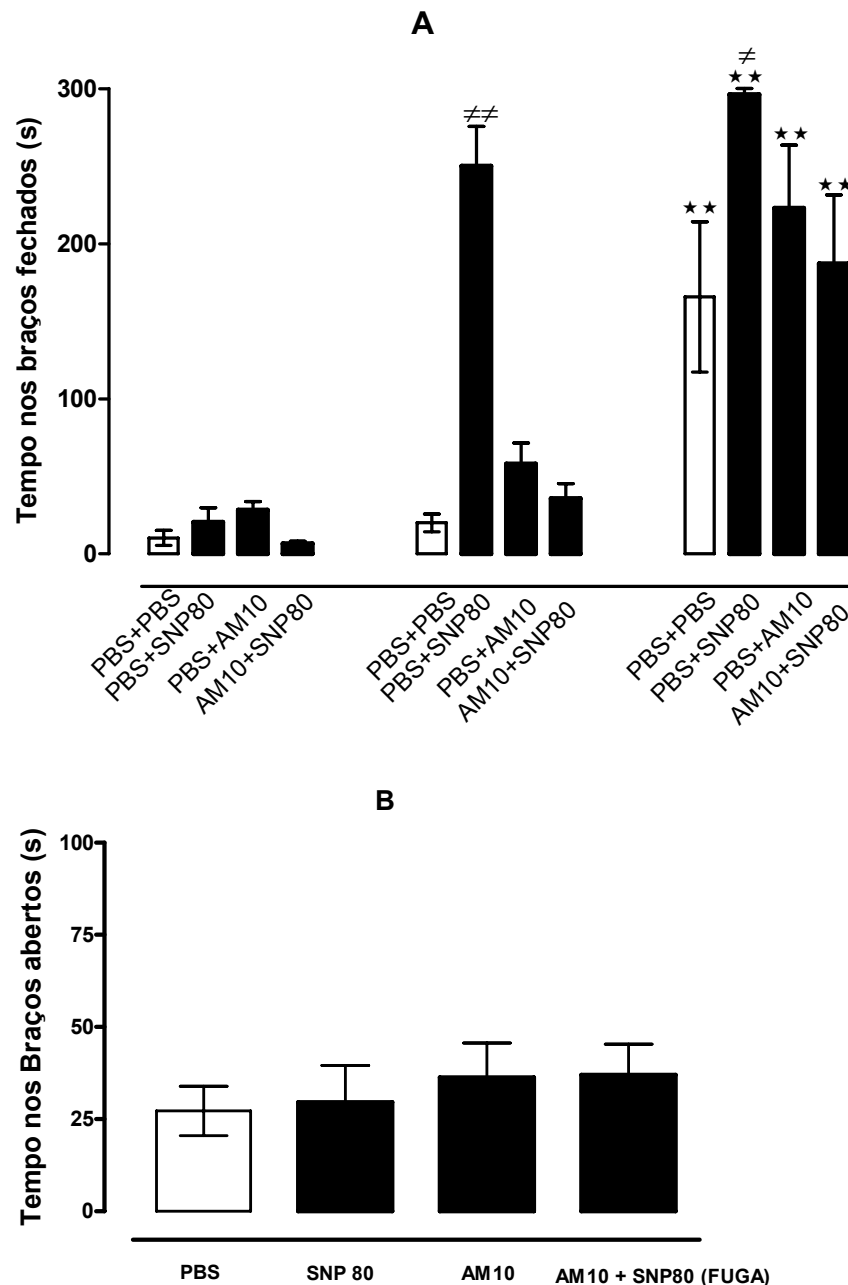 A
Tempo nos braços fechados (s)
300
200
100
0
≠≠
★★
≠
★★
★★
★★
PBS+PBS
PBS+SNP80
PBS+AM10
AM10+SNP80
PBS+PBS
PBS+SNP80
PBS+AM10
AM10+SNP80
PBS+PBS
PBS+SNP80
PBS+AM10
AM10+SNP80
B
Tempo nos Braços abertos (s)
100
75
50
25
0
PBS
SNP 80
AM10
AM10 + SNP80 (FUGA)